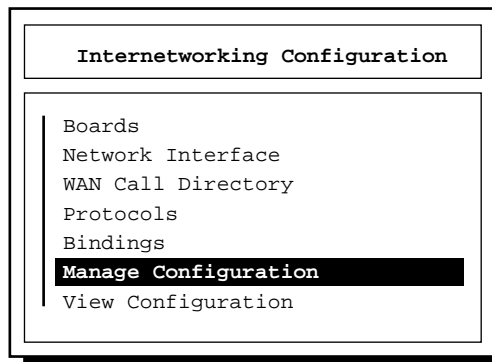 Internetworking Configuration
Boards
Network Interface
WAN Call Directory
Protocols
Bindings
Manage Configuration
View Configuration